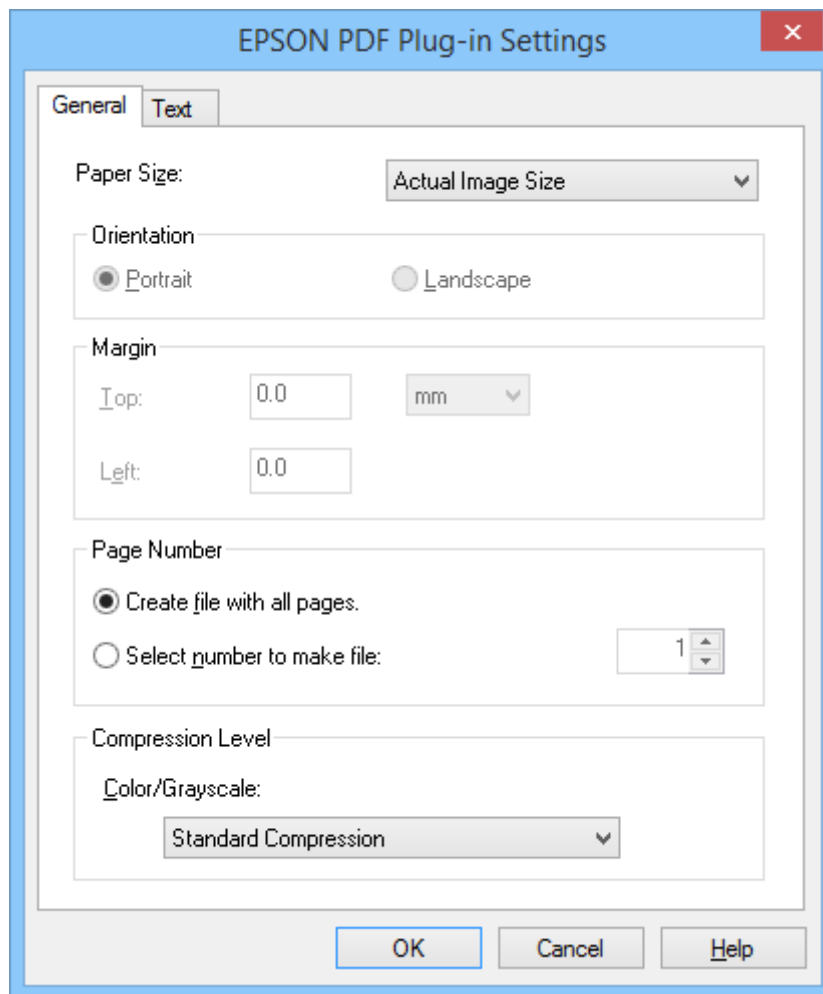 EPSON PDF Plug-in Settings
General Text
Paper Size: Actual Image Size
Orientation
Portrait Landscape
Margin
Top: 0.0 mm
Left: 0.0
Page Number
Create file with all pages.
Select number to make file: 1
Compression Level
Color/Grayscale:
Standard Compression
OK Cancel Help